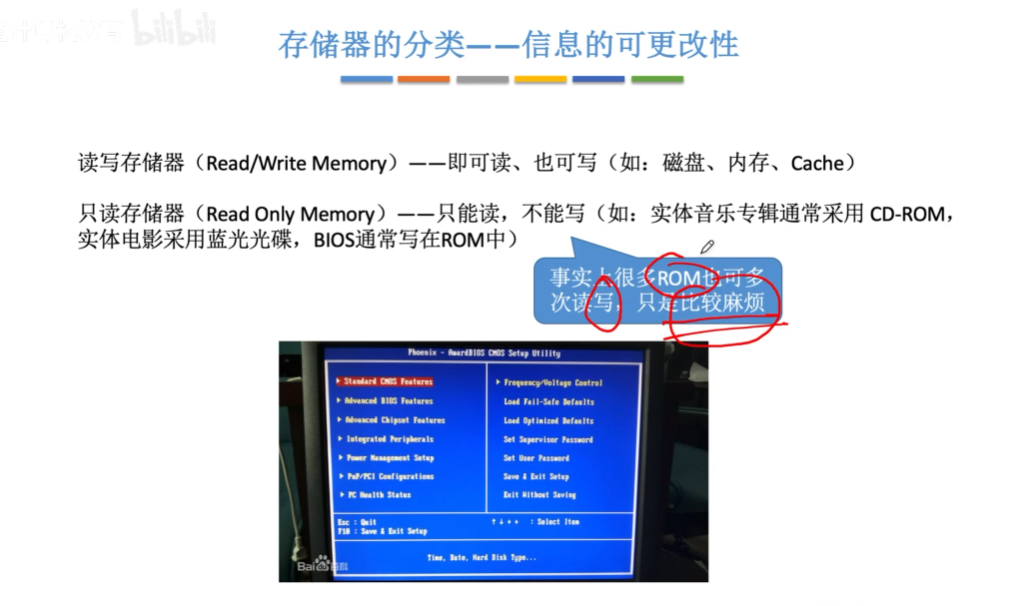 bilibili
存储器的分类——信息的可更改性
读写存储器（Read/Write Memory）——即可读、也可写（如：磁盘、内存、Cache）
只读存储器（Read Only Memory）——只能读，不能写（如：实体音乐专辑通常采用 CD-ROM，
实体电影采用蓝光光碟，BIOS通常写在ROM中）
事实上很多ROM也可多
次读写，只是比较麻烦
Phoenix - AwardBIOS CMOS Setup Utility
Standard CMOS Features
Advanced BIOS Features
Advanced Chipset Features
Integrated Peripherals
Power Management Setup
PnP/PCI Configurations
PC Health Status
Frequency/Voltage Control
Load Fail-Safe Defaults
Load Optimized Defaults
Set Supervisor Password
Set User Password
Save & Exit Setup
Exit Without Saving
Esc : Quit
F10 : Save & Exit Setup
: Select Item
Time, Date, Hard Disk Type...
Bai百科